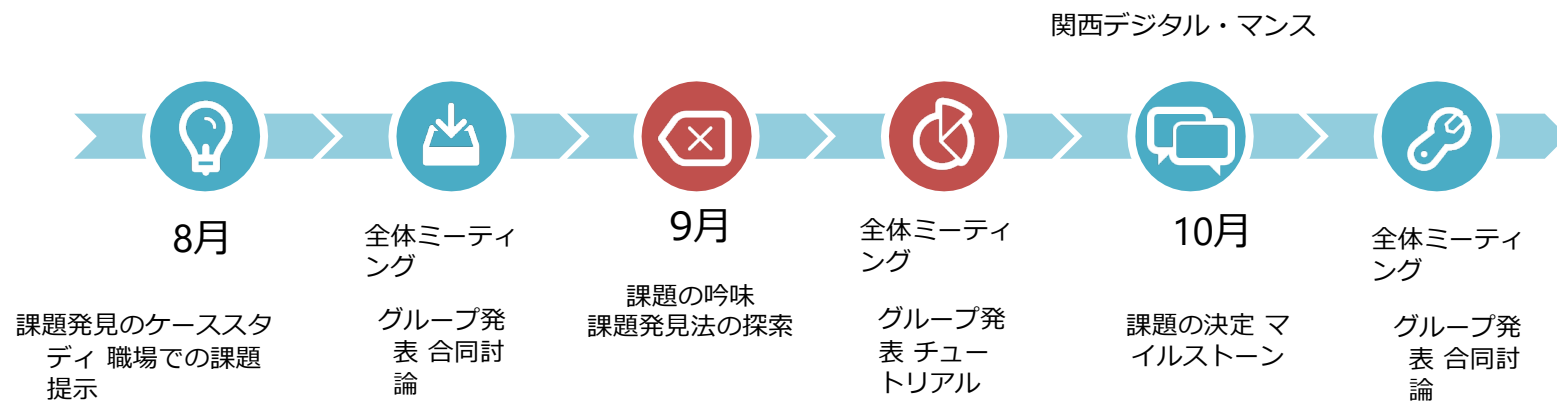 関西デジタル・マンス
8月
課題発見のケーススタ
ディ 職場での課題
提示
全体ミーティ
ング
グループ発
表 合同討
論
9月
課題の吟味
課題発見法の探索
全体ミーティ
ング
グループ発
表 チュー
トリアル
10月
課題の決定 マ
イルストーン
全体ミーティ
ング
グループ発
表 合同討
論